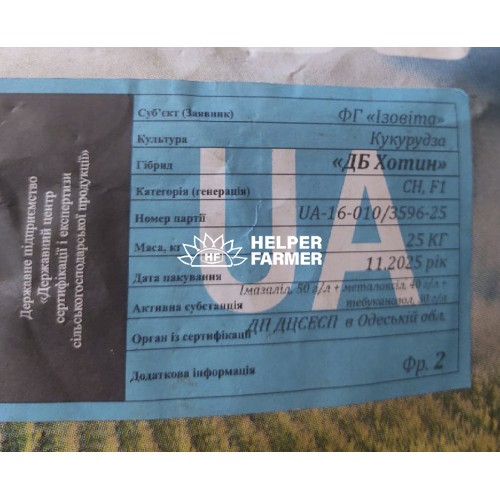 Державне підприємство
«Державний центр
сертифікації і експертизи
сільськогосподарської продукції»
UA
Суб'єкт (Заявник) ФГ «Ізовіта»
Культура Кукурудза
Гібрид «ДБ Хотин»
Категорія (генерація) СН, F1
Номер партії UA-16-010/3596-25
Маса, кг 25 КГ
Дата пакування 11.2025 рік
Активна субстанція Імазаліл, 50 г/л + металаксіл, 40 г/л +
тебуконазол, 30 г/л
Орган із сертифікації ДП ДЦСЕСП в Одеській обл.
Додаткова інформація Фр. 2
HF
HELPER
FARMER